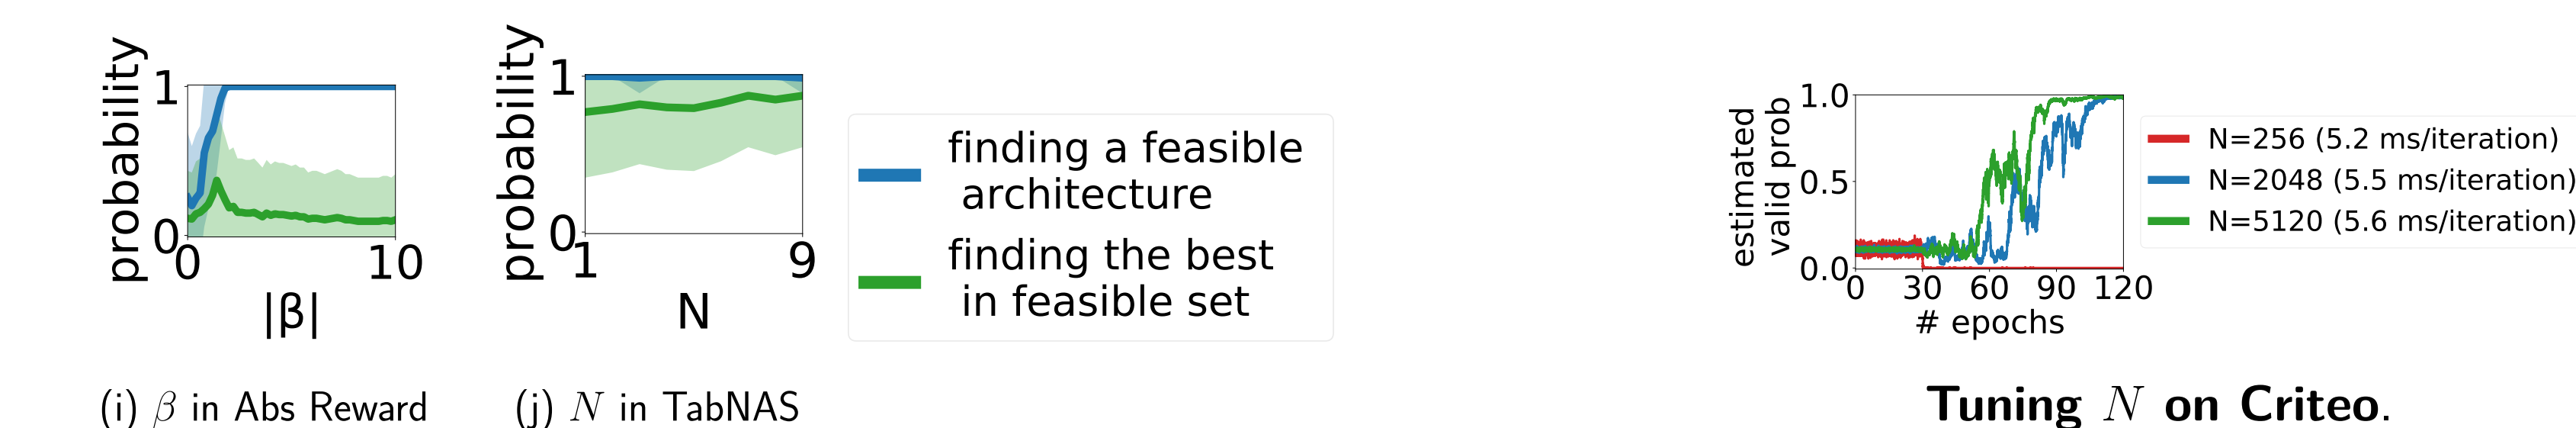 probability
1
0
0
10
|β|
(i) β in Abs Reward
probability
1
0
1
9
N
(j) N in TabNAS
finding a feasible
architecture
finding the best
in feasible set
estimated
valid prob
1.0
0.5
0.0
0 30 60 90 120
# epochs
N=256 (5.2 ms/iteration)
N=2048 (5.5 ms/iteration)
N=5120 (5.6 ms/iteration)
Tuning N on Criteo.